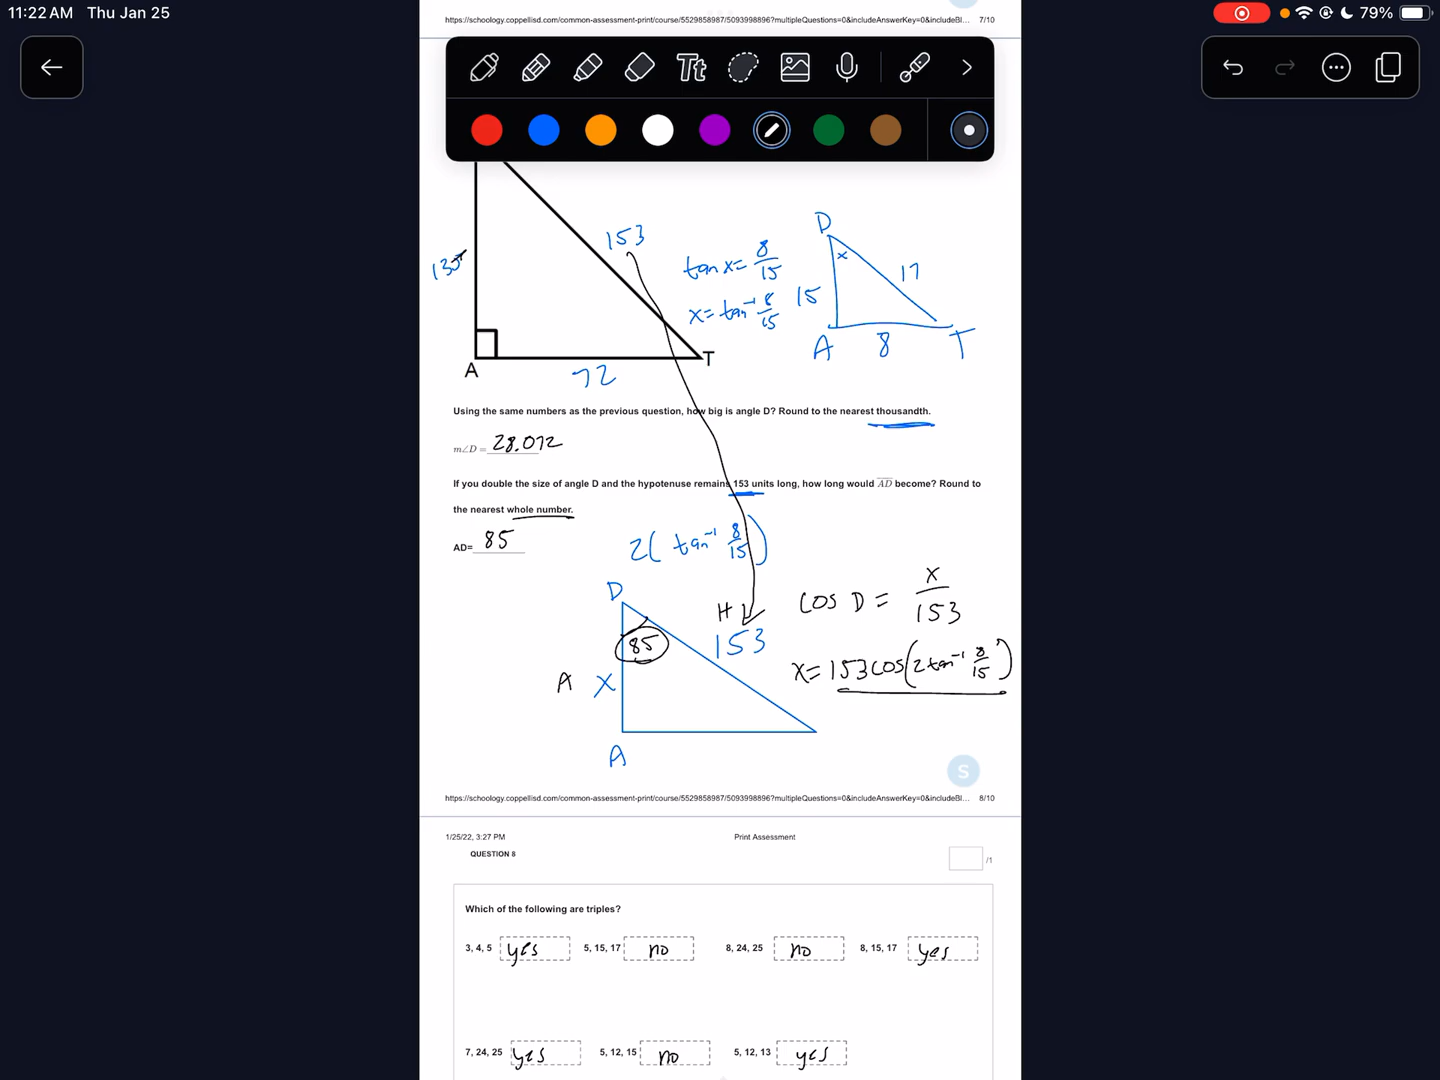 11:22 AM Thu Jan 25
79%
https://schoology.coppellisd.com/common-assessment-print/course/5529858987/5093998896?multipleQuestions=0&includeAnswerKey=0&includeBl... 7/10
Tt
153
135
A
72
T
tan x = 8/15
x = tan⁻¹ 8/15
D
x
17
15
A 8 T
Using the same numbers as the previous question, how big is angle D? Round to the nearest thousandth.
m∠D = 28.072
If you double the size of angle D and the hypotenuse remains 153 units long, how long would AD become? Round to
the nearest whole number.
AD= 85
2(tan⁻¹ 8/15)
D
H
153
85
A X
A
cos D = x/153
x = 153cos(2tan⁻¹ 8/15)
S
https://schoology.coppellisd.com/common-assessment-print/course/5529858987/5093998896?multipleQuestions=0&includeAnswerKey=0&includeBl... 8/10
1/25/22, 3:27 PM Print Assessment
QUESTION 8
/1
Which of the following are triples?
3, 4, 5 yes 5, 15, 17 no 8, 24, 25 no 8, 15, 17 yes
7, 24, 25 yes 5, 12, 15 no 5, 12, 13 yes